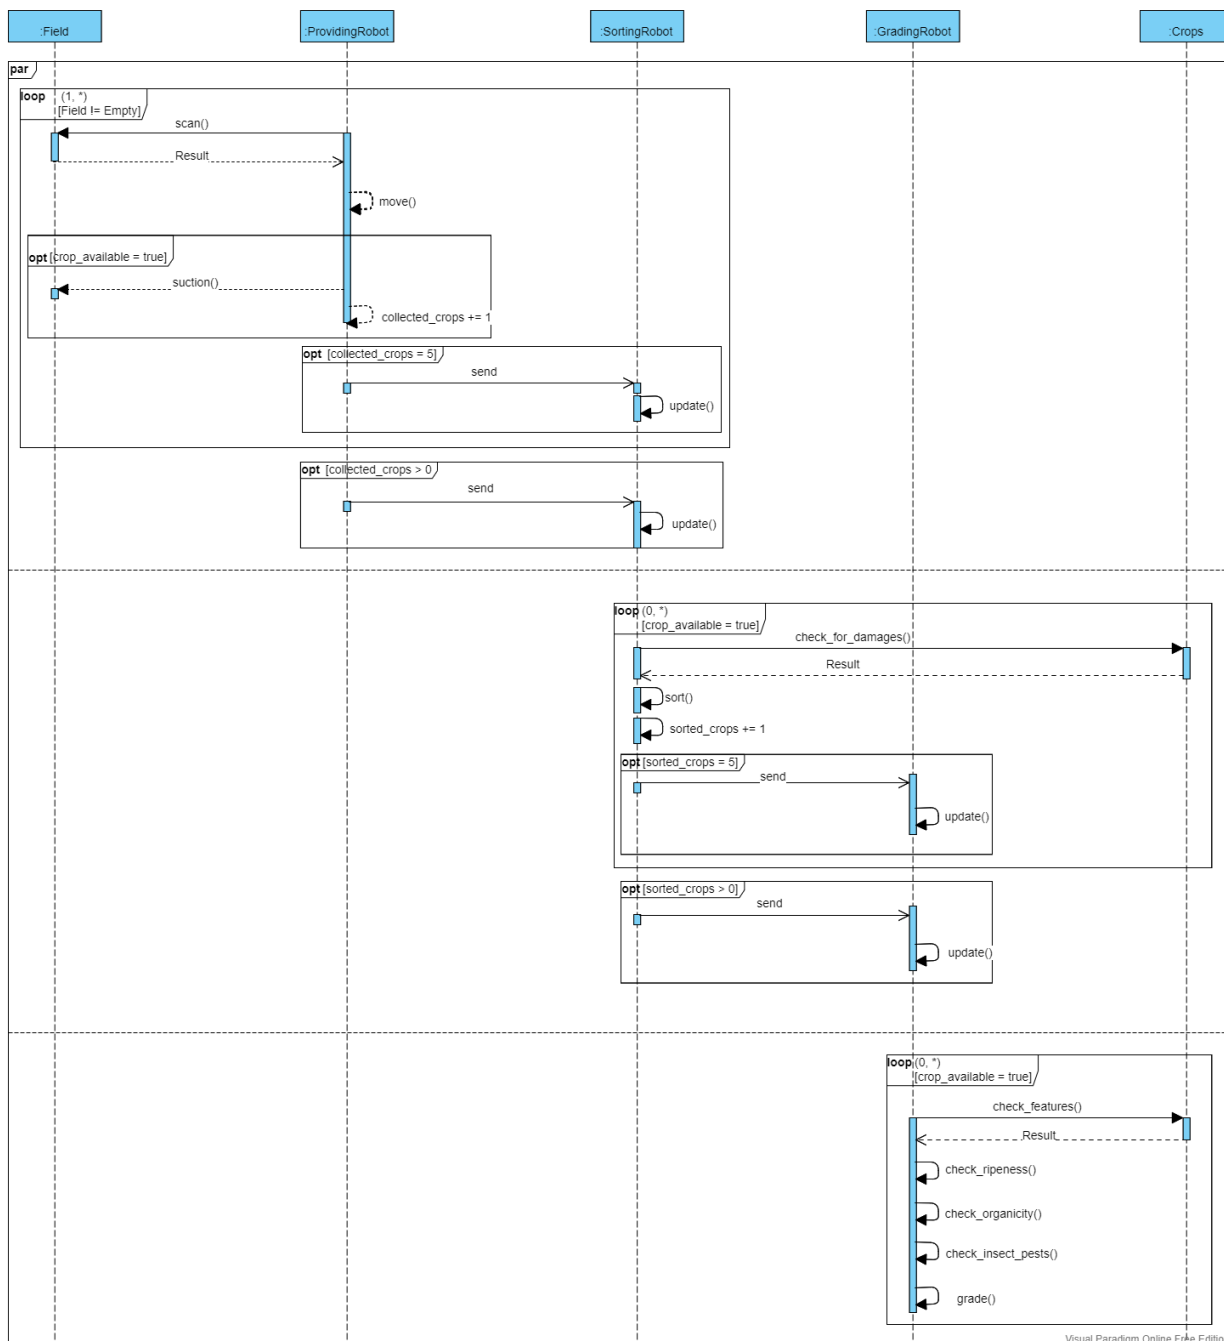 :Field
:ProvidingRobot
:SortingRobot
:GradingRobot
:Crops
par
loop (1, *)
[Field != Empty]
scan()
Result
move()
opt [crop_available = true]
suction()
collected_crops += 1
opt [collected_crops = 5]
send
update()
opt [collected_crops > 0
send
update()
loop (0, *)
[crop_available = true]
check_for_damages()
Result
sort()
sorted_crops += 1
opt [sorted_crops = 5]
send
update()
opt [sorted_crops > 0]
send
update()
loop (0, *)
[crop_available = true]
check_features()
Result
check_ripeness()
check_organicity()
check_insect_pests()
grade()
Visual Paradigm Online Free Editio